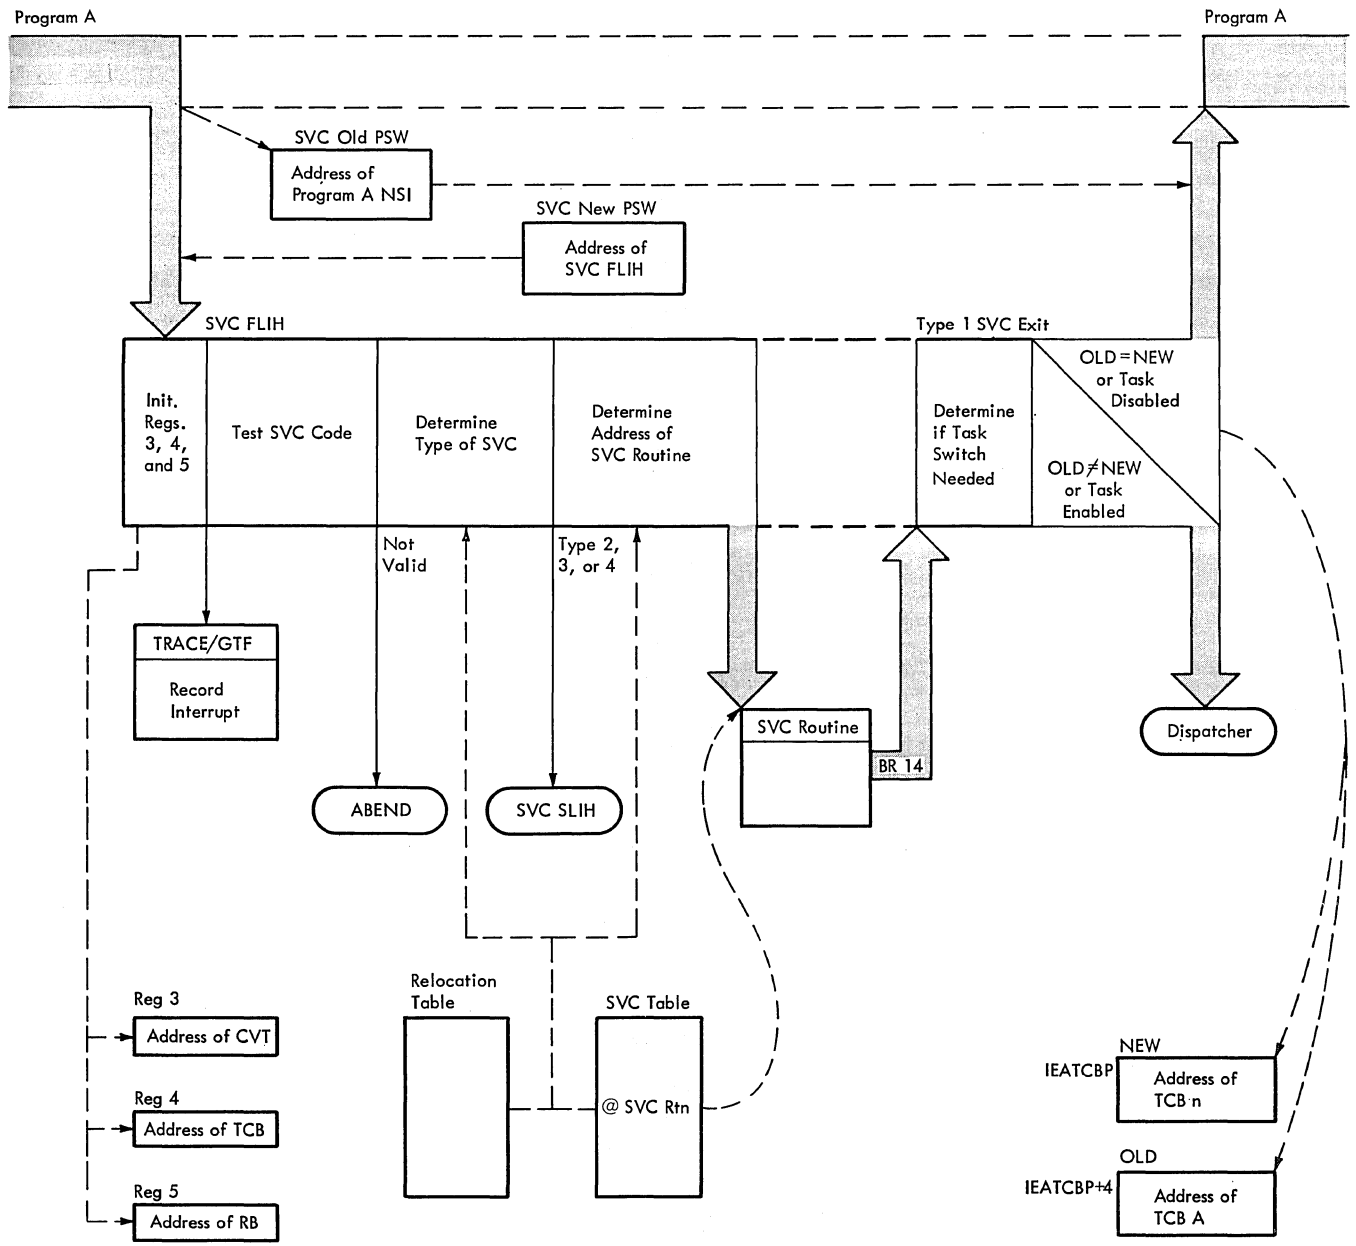 Program A
Program A
SVC Old PSW
Address of
Program A NSI
SVC New PSW
Address of
SVC FLIH
SVC FLIH
Type 1 SVC Exit
Init.
Regs.
3, 4,
and 5
Test SVC Code
Determine
Type of SVC
Determine
Address of
SVC Routine
Determine
if Task
Switch
Needed
OLD=NEW
or Task
Disabled
OLD≠NEW
or Task
Enabled
Not
Valid
Type 2,
3, or 4
TRACE/GTF
Record
Interrupt
ABEND
SVC SLIH
SVC Routine
BR 14
Dispatcher
Relocation
Table
SVC Table
@ SVC Rtn
Reg 3
Address of CVT
Reg 4
Address of TCB
Reg 5
Address of RB
NEW
IEATCBP
Address of
TCB n
OLD
IEATCBP+4
Address of
TCB A